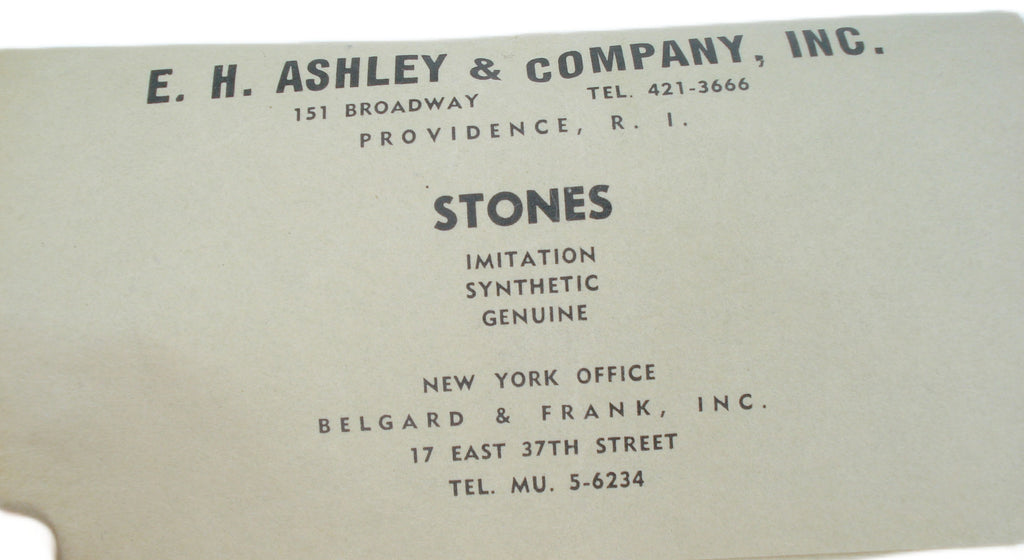 E. H. ASHLEY & COMPANY, INC.
151 BROADWAY TEL. 421-3666
PROVIDENCE, R. I.
STONES
IMITATION
SYNTHETIC
GENUINE
NEW YORK OFFICE
BELGARD & FRANK, INC.
17 EAST 37TH STREET
TEL. MU. 5-6234